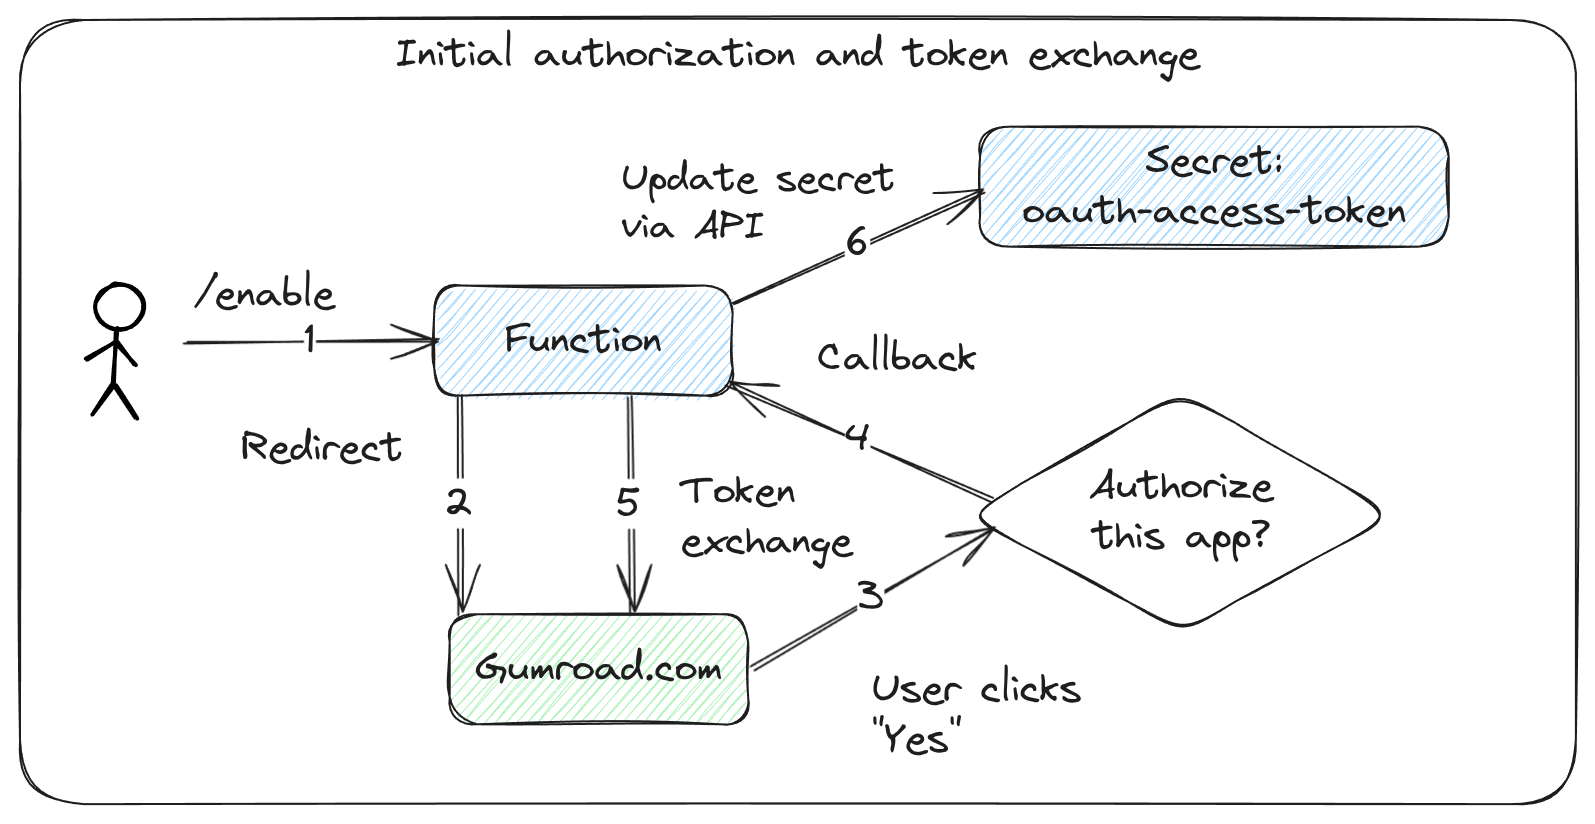 Initial authorization and token exchange
Secret:
oauth-access-token
Update secret
via API
6
/enable
1
Function
Callback
4
Redirect
2
5
Token
exchange
Authorize
this app?
3
Gumroad.com
User clicks
"Yes"